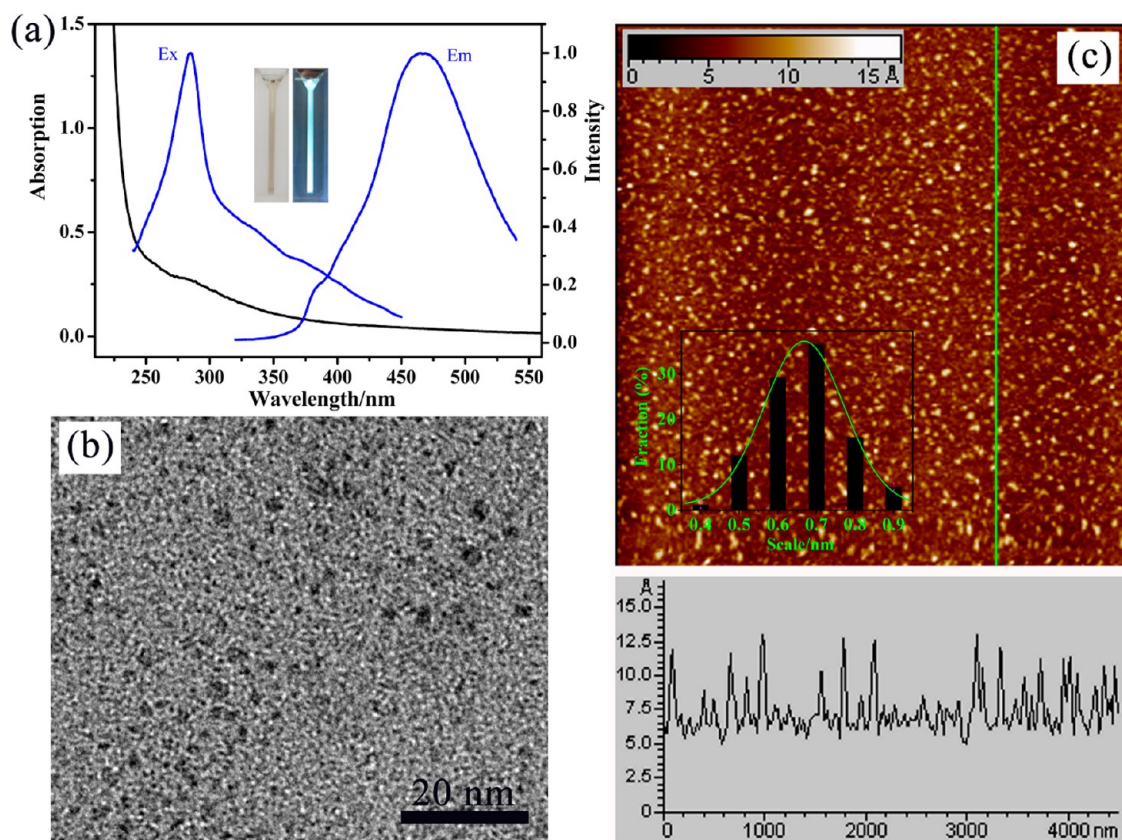 (a)
1.5
1.0
0.5
0.0
Absorption
Ex
Em
1.0
0.8
0.6
0.4
0.2
0.0
Intensity
250 300 350 400 450 500 550
Wavelength/nm
(b)
20 nm
(c)
0 5 10 15 Å
Fraction (%)
30
20
10
0
0.4 0.5 0.6 0.7 0.8 0.9
Scale/nm
Å
15.0
12.5
10.0
7.5
5.0
2.5
0
0 1000 2000 3000 4000 nm